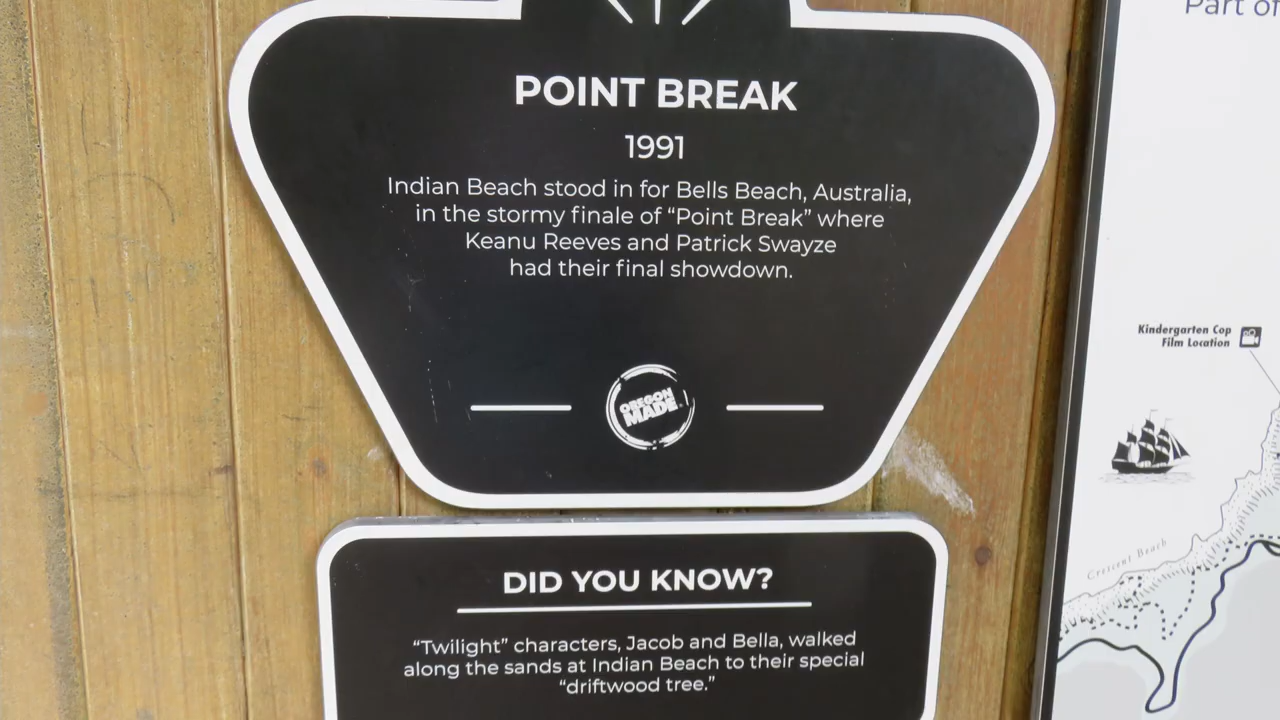 POINT BREAK
1991
Indian Beach stood in for Bells Beach, Australia,
in the stormy finale of “Point Break” where
Keanu Reeves and Patrick Swayze
had their final showdown.
OREGON
MADE
DID YOU KNOW?
“Twilight” characters, Jacob and Bella, walked
along the sands at Indian Beach to their special
“driftwood tree.”
Part of
Kindergarten Cop
Film Location
Crescent Beach